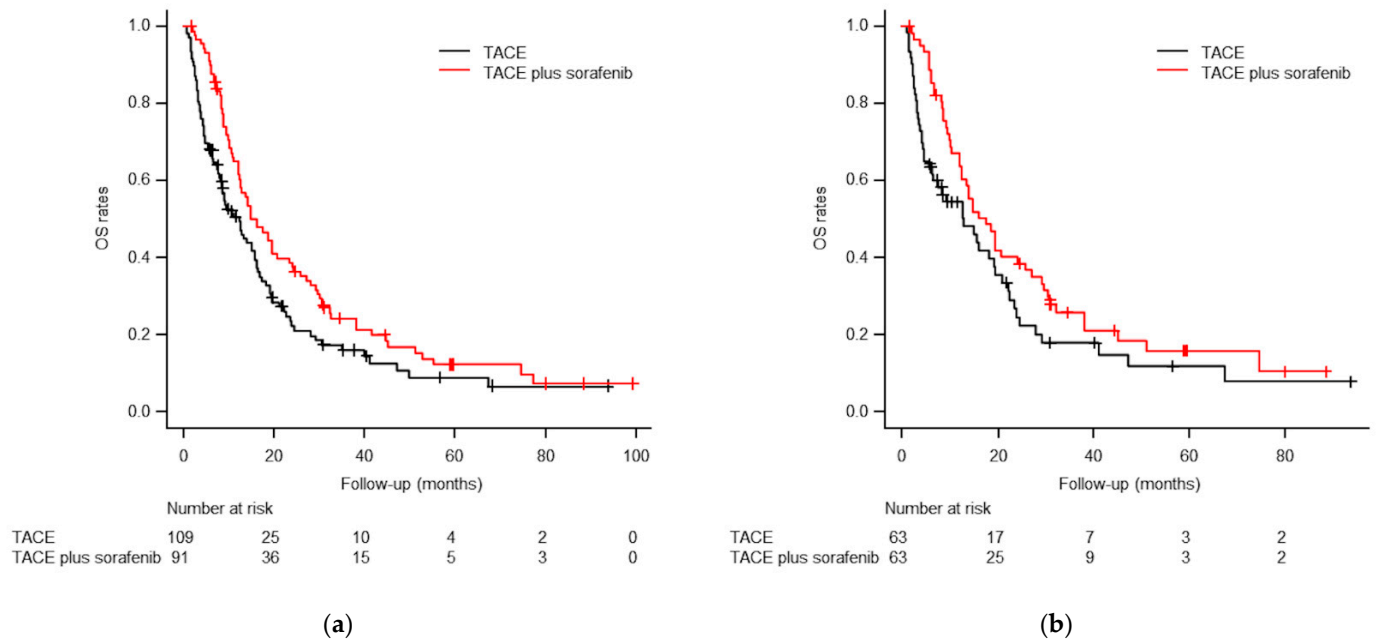 1.0
0.8
0.6
0.4
0.2
0.0
OS rates
TACE
TACE plus sorafenib
0 20 40 60 80 100
Follow-up (months)
Number at risk
TACE 109 25 10 4 2 0
TACE plus sorafenib 91 36 15 5 3 0
(a)
1.0
0.8
0.6
0.4
0.2
0.0
OS rates
TACE
TACE plus sorafenib
0 20 40 60 80
Follow-up (months)
Number at risk
TACE 63 17 7 3 2
TACE plus sorafenib 63 25 9 3 2
(b)